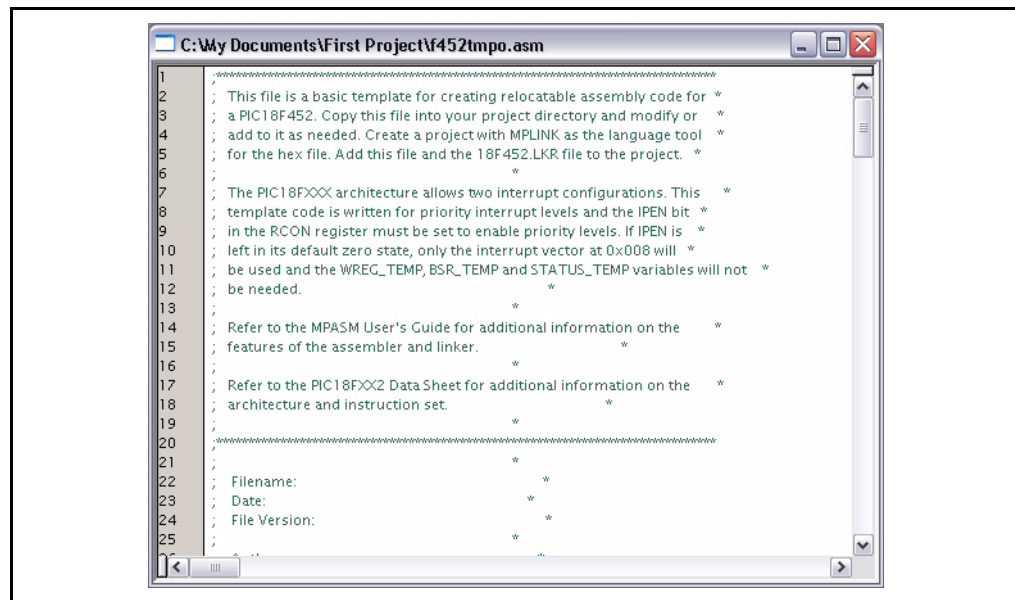 C:\My Documents\First Project\f452tmpo.asm
1 ;******************************************************************************
2 ; This file is a basic template for creating relocatable assembly code for *
3 ; a PIC18F452. Copy this file into your project directory and modify or *
4 ; add to it as needed. Create a project with MPLINK as the language tool *
5 ; for the hex file. Add this file and the 18F452.LKR file to the project. *
6 ; *
7 ; The PIC18FXXX architecture allows two interrupt configurations. This *
8 ; template code is written for priority interrupt levels and the IPEN bit *
9 ; in the RCON register must be set to enable priority levels. If IPEN is *
10 ; left in its default zero state, only the interrupt vector at 0x008 will *
11 ; be used and the WREG_TEMP, BSR_TEMP and STATUS_TEMP variables will not *
12 ; be needed. *
13 ; *
14 ; Refer to the MPASM User's Guide for additional information on the *
15 ; features of the assembler and linker. *
16 ; *
17 ; Refer to the PIC18FXX2 Data Sheet for additional information on the *
18 ; architecture and instruction set. *
19 ; *
20 ;******************************************************************************
21 ; *
22 ; Filename: *
23 ; Date: *
24 ; File Version: *
25 ; *